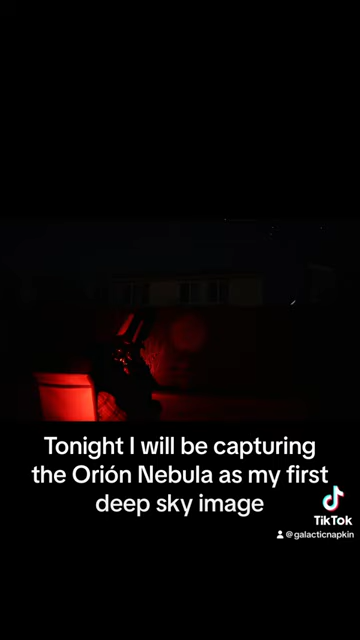 Tonight I will be capturing
the Orión Nebula as my first
deep sky image
TikTok
@galacticnapkin